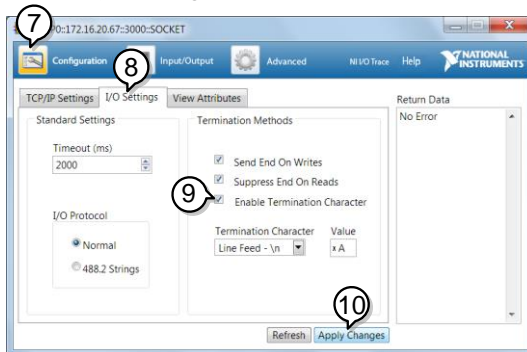 7
P0::172.16.20.67::3000::SOCKET
Configuration
8
Input/Output
Advanced
NI I/O Trace
Help
NATIONAL
INSTRUMENTS
TCP/IP Settings
I/O Settings
View Attributes
Return Data
Standard Settings
Termination Methods
No Error
Timeout (ms)
2000
Send End On Writes
Suppress End On Reads
9
Enable Termination Character
I/O Protocol
Termination Character
Value
Normal
Line Feed - \n
x A
488.2 Strings
10
Refresh
Apply Changes